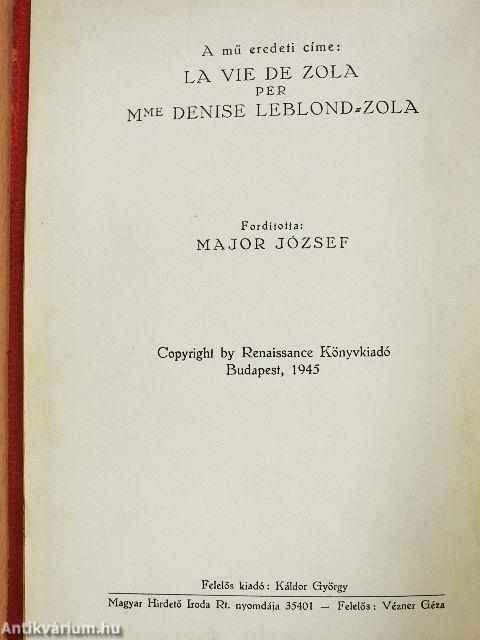 A mű eredeti címe:
LA VIE DE ZOLA
PER
MME DENISE LEBLOND-ZOLA
Fordította:
MAJOR JÓZSEF
Copyright by Renaissance Könyvkiadó
Budapest, 1945
Felelős kiadó: Káldor György
Magyar Hirdető Iroda Rt. nyomdája 35401 — Felelős: Vézner Géza
Antikvárium.hu